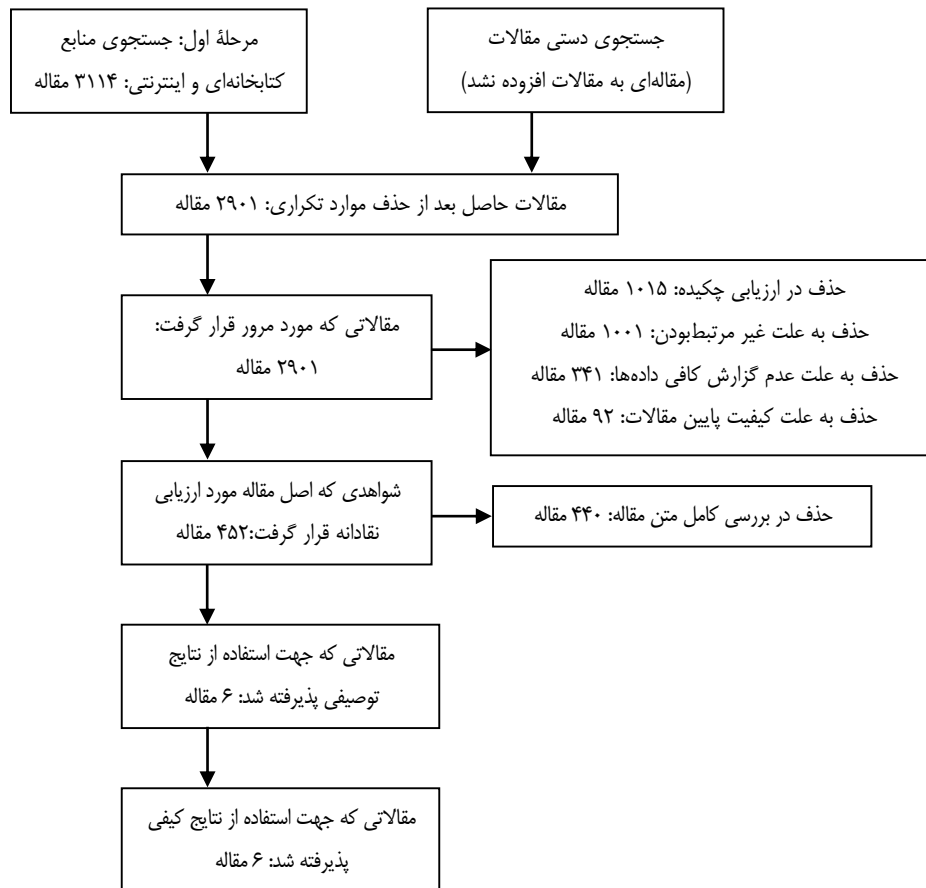 مرحلۀ اول: جستجوی منابع
کتابخانه‌ای و اینترنتی: ۳۱۱۴ مقاله
جستجوی دستی مقالات
(مقاله‌ای به مقالات افزوده نشد)
مقالات حاصل بعد از حذف موارد تکراری: ۲۹۰۱ مقاله
مقالاتی که مورد مرور قرار گرفت:
۲۹۰۱ مقاله
حذف در ارزیابی چکیده: ۱۰۱۵ مقاله
حذف به علت غیر مرتبط‌بودن: ۱۰۰۱ مقاله
حذف به علت عدم گزارش کافی داده‌ها: ۳۴۱ مقاله
حذف به علت کیفیت پایین مقالات: ۹۲ مقاله
شواهدی که اصل مقاله مورد ارزیابی
نقادانه قرار گرفت:۴۵۲ مقاله
حذف در بررسی کامل متن مقاله: ۴۴۰ مقاله
مقالاتی که جهت استفاده از نتایج
توصیفی پذیرفته شد: ۶ مقاله
مقالاتی که جهت استفاده از نتایج کیفی
پذیرفته شد: ۶ مقاله